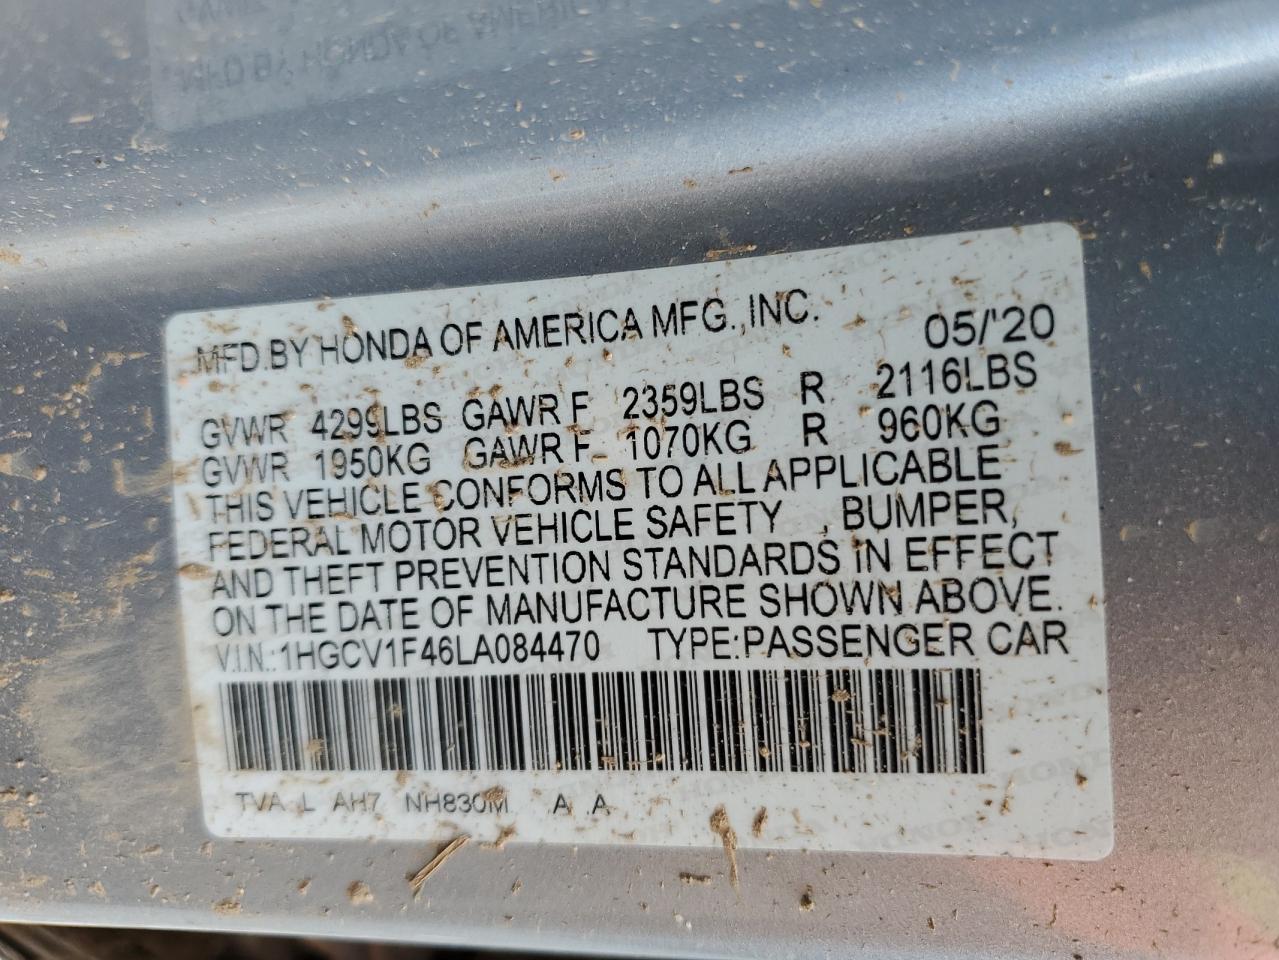 MFD.BY HONDA OF AMERICA MFG.,INC. 05/'20
GVWR 4299LBS GAWR F 2359LBS R 2116LBS
GVWR 1950KG GAWR F 1070KG R 960KG
THIS VEHICLE CONFORMS TO ALL APPLICABLE
FEDERAL MOTOR VEHICLE SAFETY , BUMPER,
AND THEFT PREVENTION STANDARDS IN EFFECT
ON THE DATE OF MANUFACTURE SHOWN ABOVE.
V.I.N.:1HGCV1F46LA084470 TYPE:PASSENGER CAR
TVA L AH7 NH830M A A